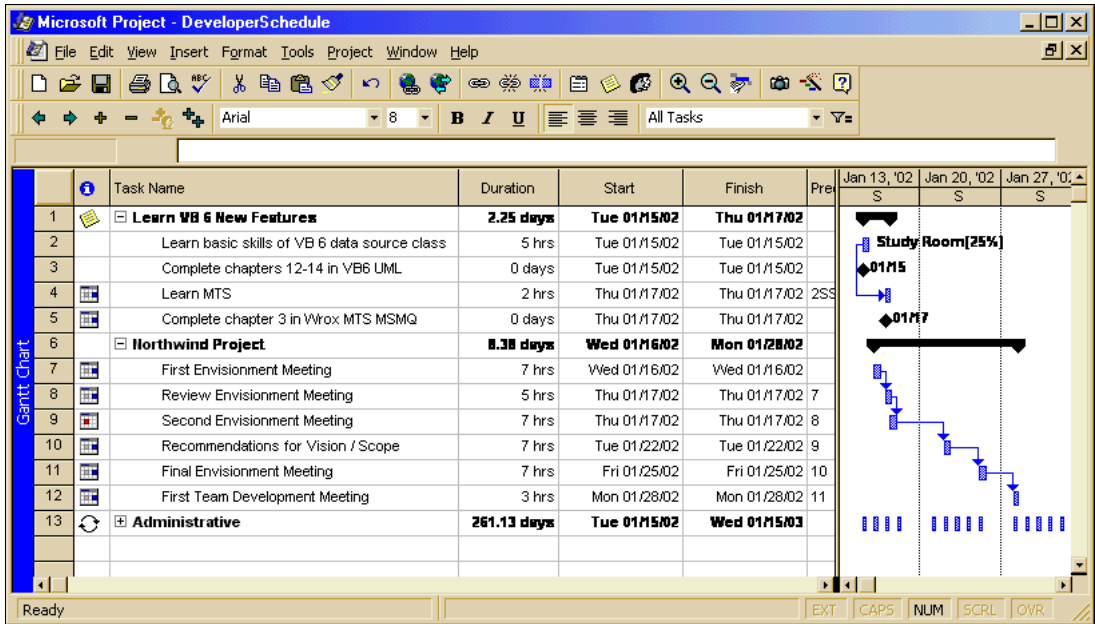 Microsoft Project - DeveloperSchedule
File Edit View Insert Format Tools Project Window Help
Arial 8 B I U All Tasks
Task Name Duration Start Finish Pre Jan 13, '02 Jan 20, '02 Jan 27, '02
S S S
1 Learn VB 6 New Features 2.25 days Tue 01/15/02 Thu 01/17/02
2 Learn basic skills of VB 6 data source class 5 hrs Tue 01/15/02 Tue 01/15/02 Study Room[25%]
3 Complete chapters 12-14 in VB6 UML 0 days Tue 01/15/02 Tue 01/15/02 01/15
4 Learn MTS 2 hrs Thu 01/17/02 Thu 01/17/02 2SS
5 Complete chapter 3 in Wrox MTS MSMQ 0 days Thu 01/17/02 Thu 01/17/02 01/17
6 Northwind Project 8.38 days Wed 01/16/02 Mon 01/28/02
7 First Envisionment Meeting 7 hrs Wed 01/16/02 Wed 01/16/02
8 Review Envisionment Meeting 5 hrs Thu 01/17/02 Thu 01/17/02 7
9 Second Envisionment Meeting 7 hrs Thu 01/17/02 Thu 01/17/02 8
10 Recommendations for Vision / Scope 7 hrs Tue 01/22/02 Tue 01/22/02 9
11 Final Envisionment Meeting 7 hrs Fri 01/25/02 Fri 01/25/02 10
12 First Team Development Meeting 3 hrs Mon 01/28/02 Mon 01/28/02 11
13 Administrative 261.13 days Tue 01/15/02 Wed 01/15/03
Gantt Chart
Ready EXT CAPS NUM SCRL OVR